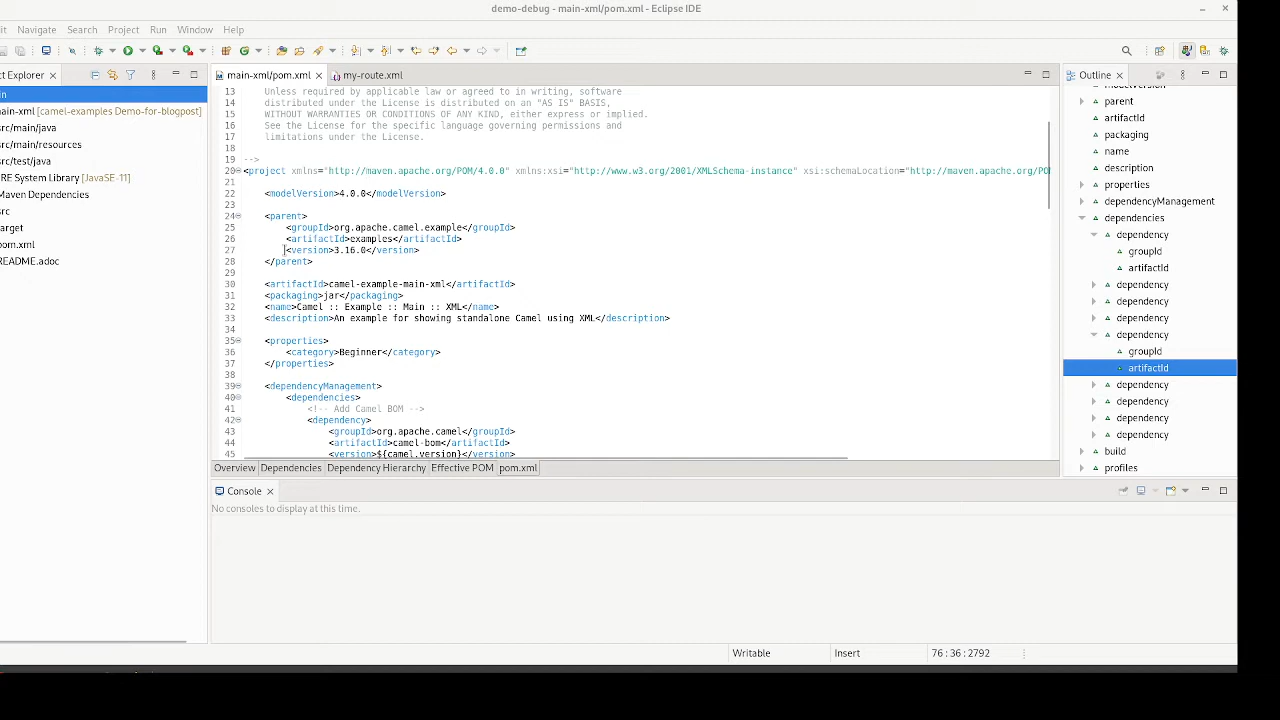 demo-debug - main-xml/pom.xml - Eclipse IDE
it Navigate Search Project Run Window Help
ct Explorer
main-xml/pom.xml
my-route.xml
Outline
in
ain-xml [camel-examples Demo-for-blogpost]
src/main/java
src/main/resources
src/test/java
RE System Library [JavaSE-11]
Maven Dependencies
src
arget
pom.xml
README.adoc
13 Unless required by applicable law or agreed to in writing, software
14 distributed under the License is distributed on an "AS IS" BASIS,
15 WITHOUT WARRANTIES OR CONDITIONS OF ANY KIND, either express or implied.
16 See the License for the specific language governing permissions and
17 limitations under the License.
18
19 -->
20 <project xmlns="http://maven.apache.org/POM/4.0.0" xmlns:xsi="http://www.w3.org/2001/XMLSchema-instance" xsi:schemaLocation="http://maven.apache.org/PO
21
22 <modelVersion>4.0.0</modelVersion>
23
24 <parent>
25 <groupId>org.apache.camel.example</groupId>
26 <artifactId>examples</artifactId>
27 <version>3.16.0</version>
28 </parent>
29
30 <artifactId>camel-example-main-xml</artifactId>
31 <packaging>jar</packaging>
32 <name>Camel :: Example :: Main :: XML</name>
33 <description>An example for showing standalone Camel using XML</description>
34
35 <properties>
36 <category>Beginner</category>
37 </properties>
38
39 <dependencyManagement>
40 <dependencies>
41 <!-- Add Camel BOM -->
42 <dependency>
43 <groupId>org.apache.camel</groupId>
44 <artifactId>camel-bom</artifactId>
45 <version>${camel.version}</version>
Overview Dependencies Dependency Hierarchy Effective POM pom.xml
modelVersion
parent
artifactId
packaging
name
description
properties
dependencyManagement
dependencies
dependency
groupId
artifactId
dependency
dependency
dependency
dependency
groupId
artifactId
dependency
dependency
dependency
dependency
build
profiles
Console
No consoles to display at this time.
Writable Insert 76 : 36 : 2792